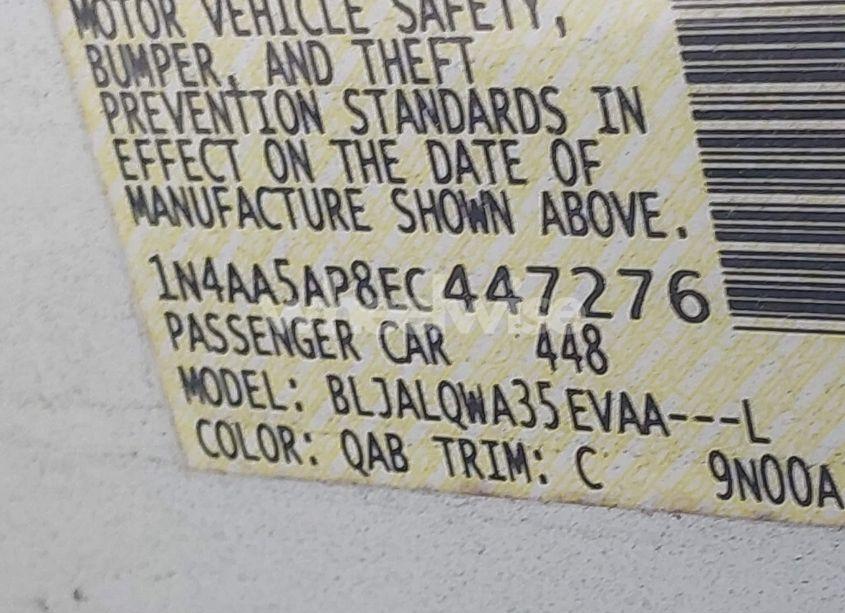 MOTOR VEHICLE SAFETY,
BUMPER, AND THEFT
PREVENTION STANDARDS IN
EFFECT ON THE DATE OF
MANUFACTURE SHOWN ABOVE.
1N4AA5AP8EC447276
PASSENGER CAR 448
MODEL: BLJALQWA35EVAA---L
COLOR: QAB TRIM: C 9N00A